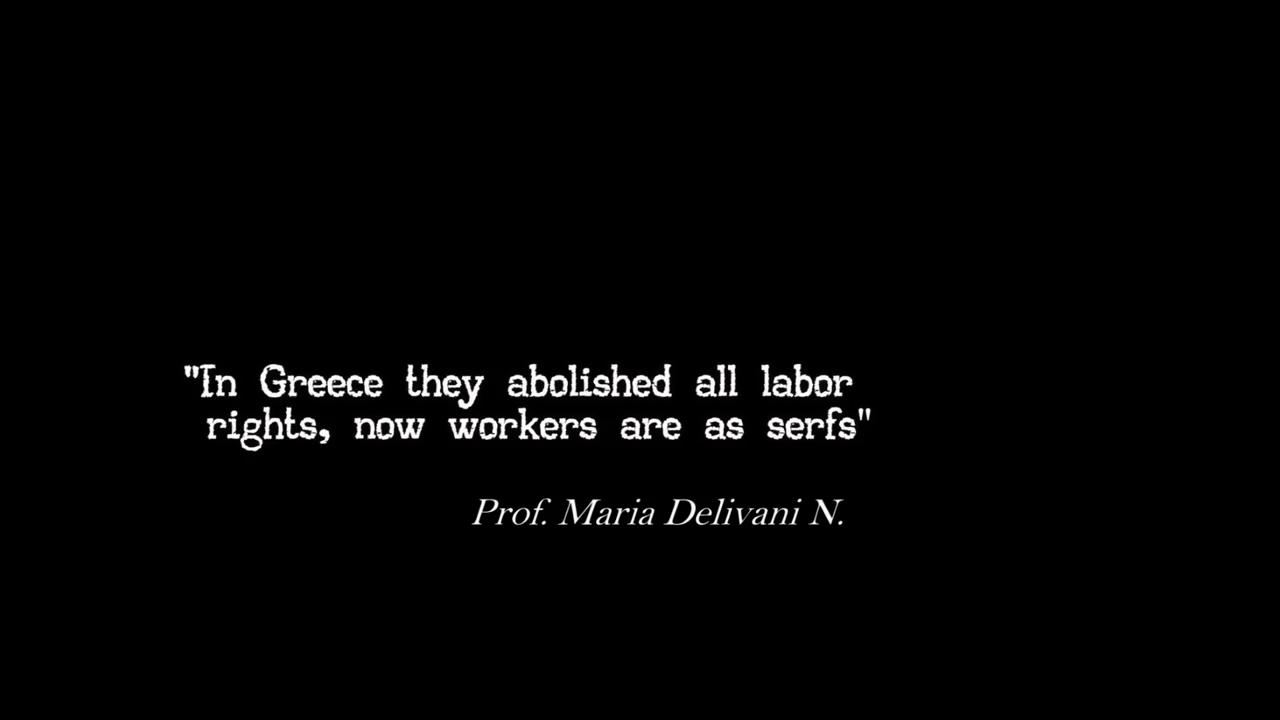 "In Greece they abolished all labor
rights, now workers are as serfs"
Prof. Maria Delivani N.